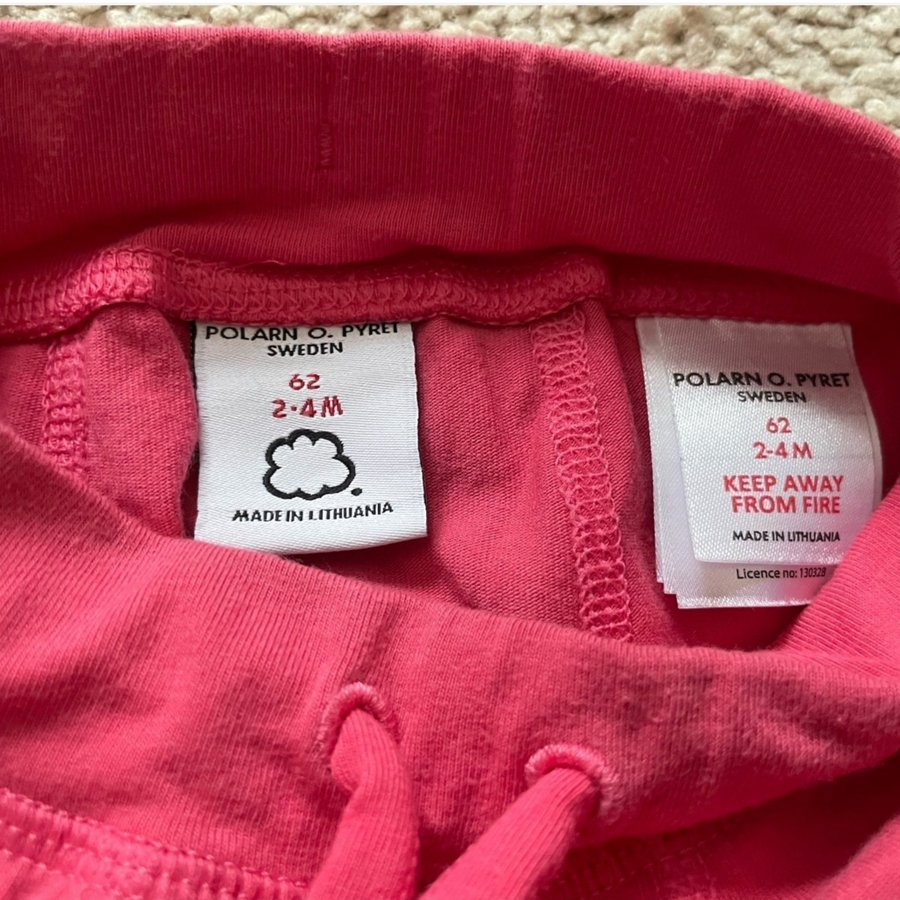 POLARN O. PYRET
SWEDEN
62
2-4M
MADE IN LITHUANIA
POLARN O. PYRET
SWEDEN
62
2-4 M
KEEP AWAY
FROM FIRE
MADE IN LITHUANIA
Licence no: 130328